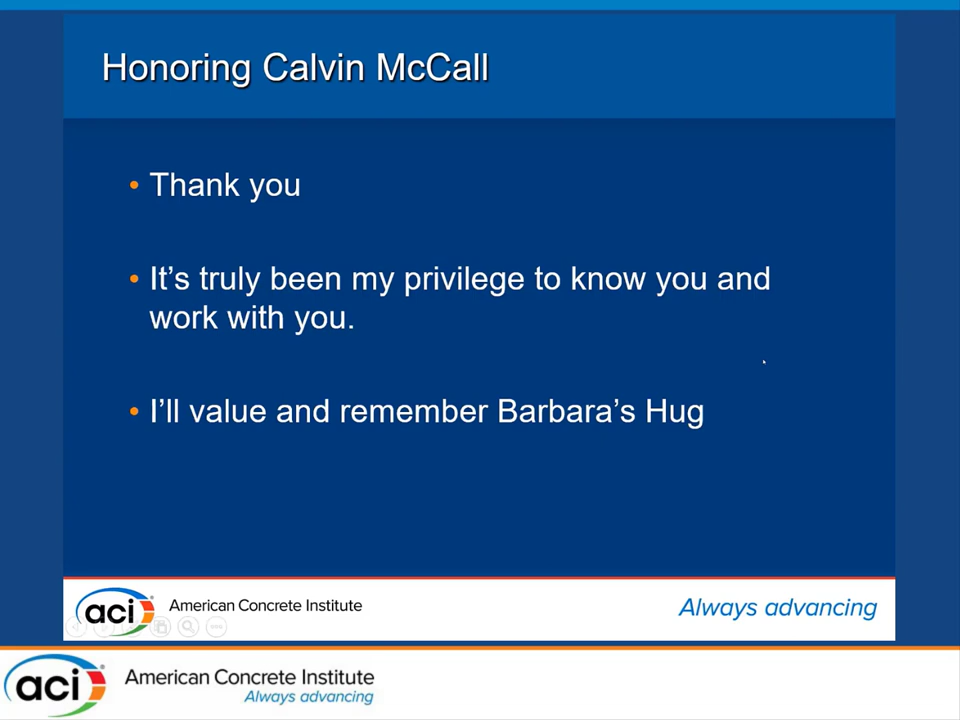 Honoring Calvin McCall
• Thank you
• It’s truly been my privilege to know you and
work with you.
• I’ll value and remember Barbara’s Hug
aci American Concrete Institute
Always advancing
aci American Concrete Institute
Always advancing